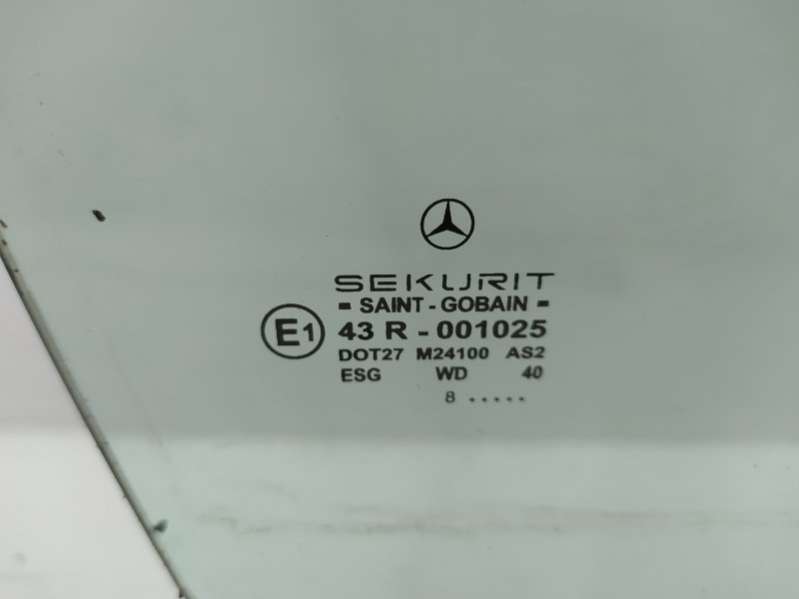 SEKURIT
- SAINT - GOBAIN -
E1 43 R - 001025
DOT27 M24100 AS2
ESG WD 40
8 .....